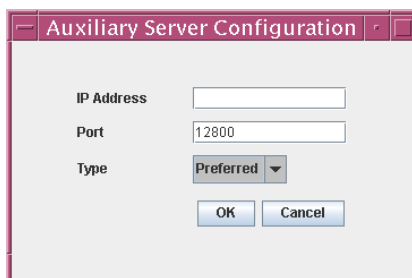 Auxiliary Server Configuration
IP Address
Port 12800
Type Preferred
OK Cancel